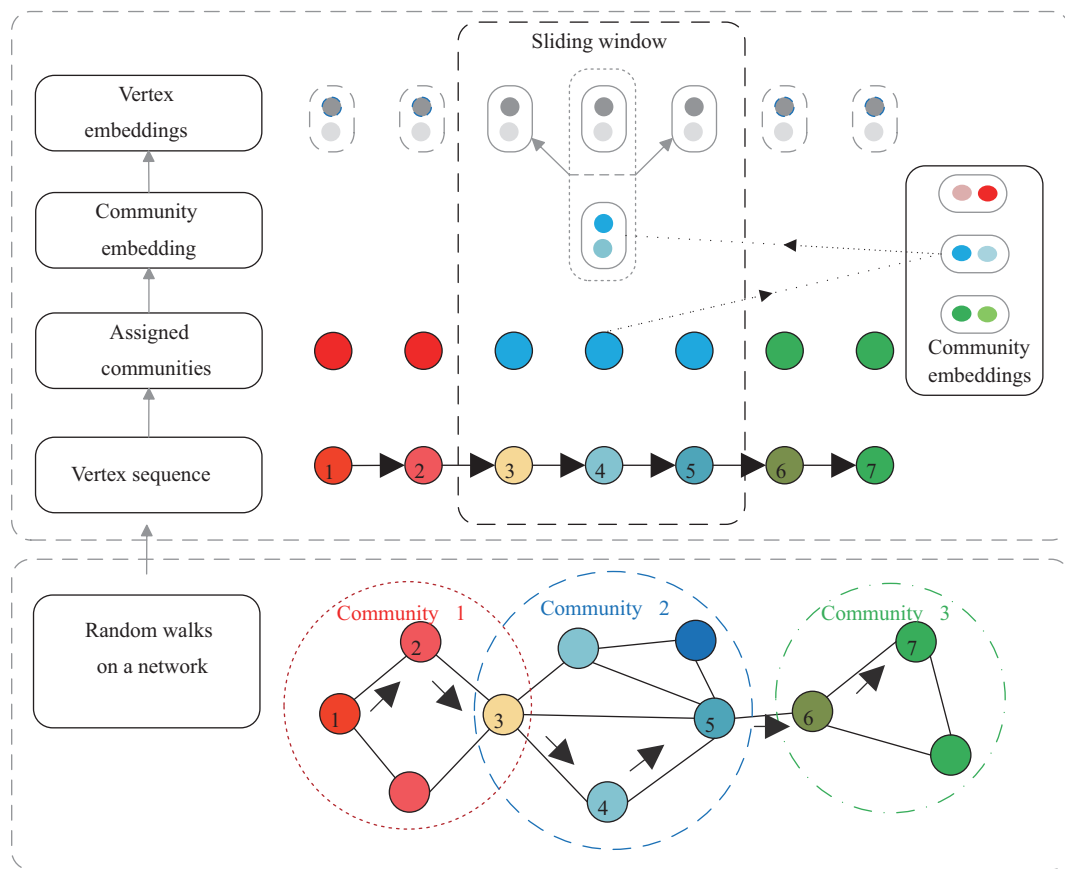 Sliding window
Vertex
embeddings
Community
embedding
Assigned
communities
Community
embeddings
Vertex sequence
1 2 3 4 5 6 7
Random walks
on a network
Community 1
Community 2
Community 3
2
7
1
3
5
6
4